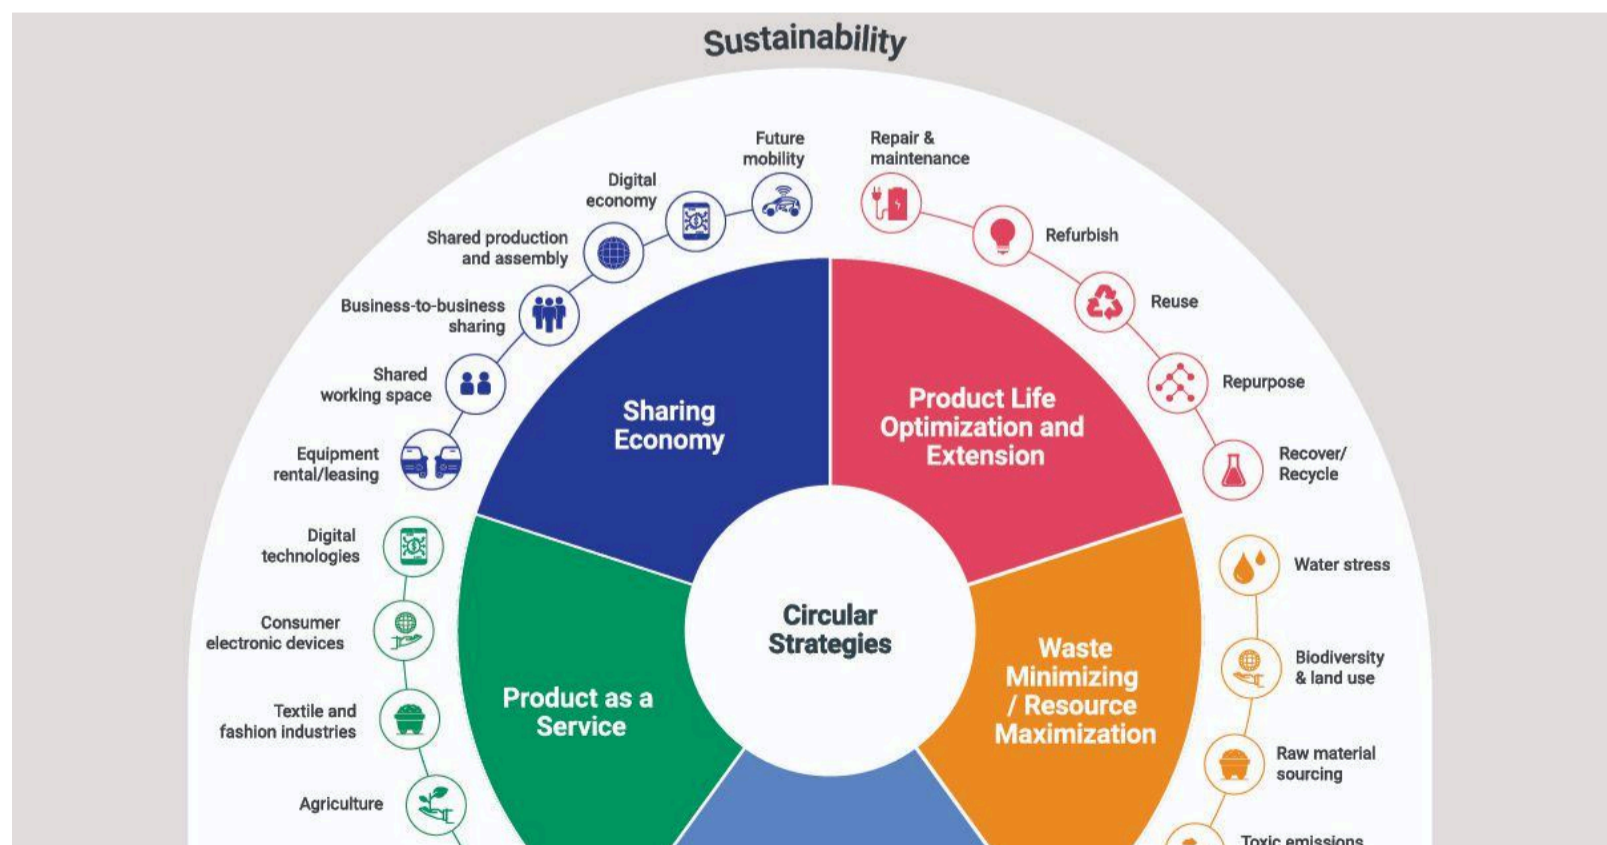 Sustainability
Future
mobility
Repair &
maintenance
Digital
economy
Refurbish
Shared production
and assembly
Reuse
Business-to-business
sharing
Shared
working space
Repurpose
Sharing
Economy
Product Life
Optimization and
Extension
Equipment
rental/leasing
Recover/
Recycle
Digital
technologies
Water stress
Consumer
electronic devices
Circular
Strategies
Waste
Minimizing
/ Resource
Maximization
Biodiversity
& land use
Product as a
Service
Textile and
fashion industries
Raw material
sourcing
Agriculture
Toxic emissions